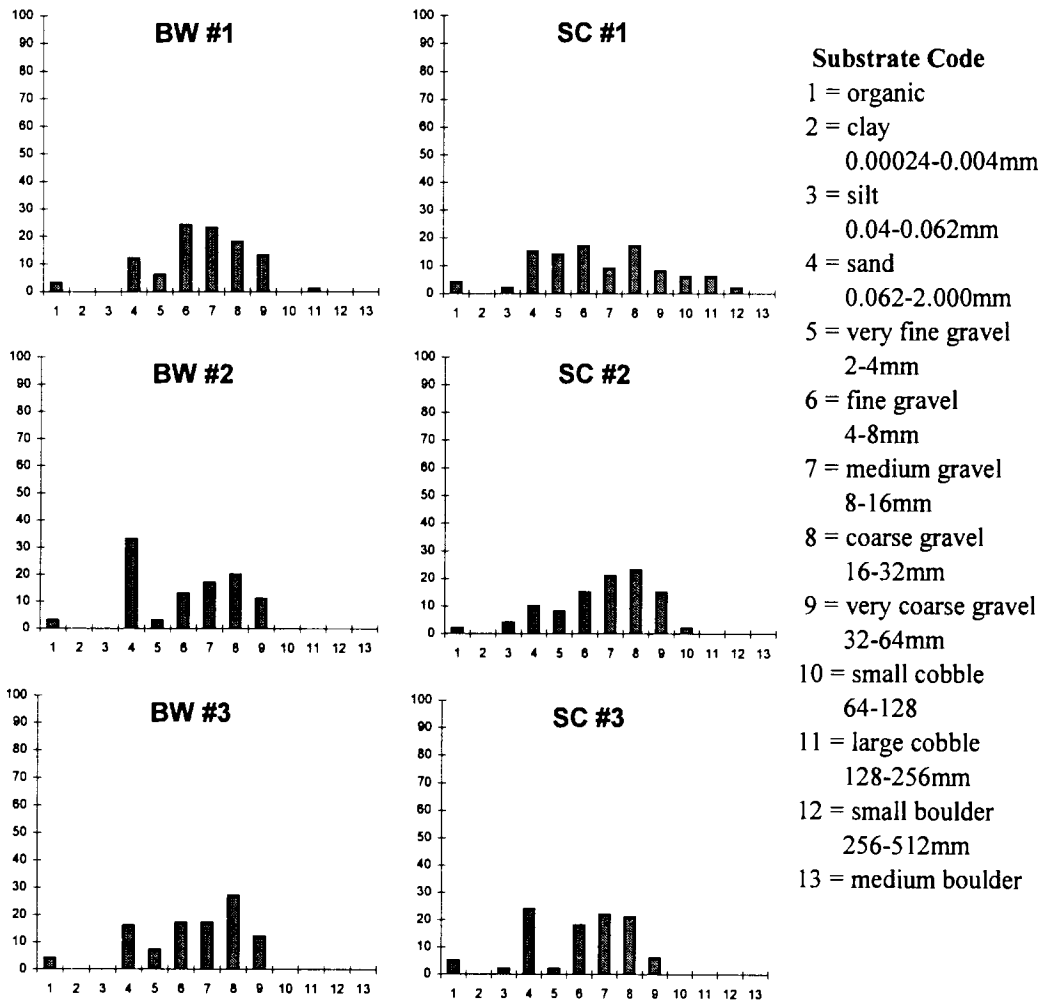 BW #1
100
90
80
70
60
50
40
30
20
10
0
1 2 3 4 5 6 7 8 9 10 11 12 13
SC #1
100
90
80
70
60
50
40
30
20
10
0
1 2 3 4 5 6 7 8 9 10 11 12 13
BW #2
100
90
80
70
60
50
40
30
20
10
0
1 2 3 4 5 6 7 8 9 10 11 12 13
SC #2
100
90
80
70
60
50
40
30
20
10
0
1 2 3 4 5 6 7 8 9 10 11 12 13
BW #3
100
90
80
70
60
50
40
30
20
10
0
1 2 3 4 5 6 7 8 9 10 11 12 13
SC #3
100
90
80
70
60
50
40
30
20
10
0
1 2 3 4 5 6 7 8 9 10 11 12 13
Substrate Code
1 = organic
2 = clay
0.00024-0.004mm
3 = silt
0.04-0.062mm
4 = sand
0.062-2.000mm
5 = very fine gravel
2-4mm
6 = fine gravel
4-8mm
7 = medium gravel
8-16mm
8 = coarse gravel
16-32mm
9 = very coarse gravel
32-64mm
10 = small cobble
64-128
11 = large cobble
128-256mm
12 = small boulder
256-512mm
13 = medium boulder